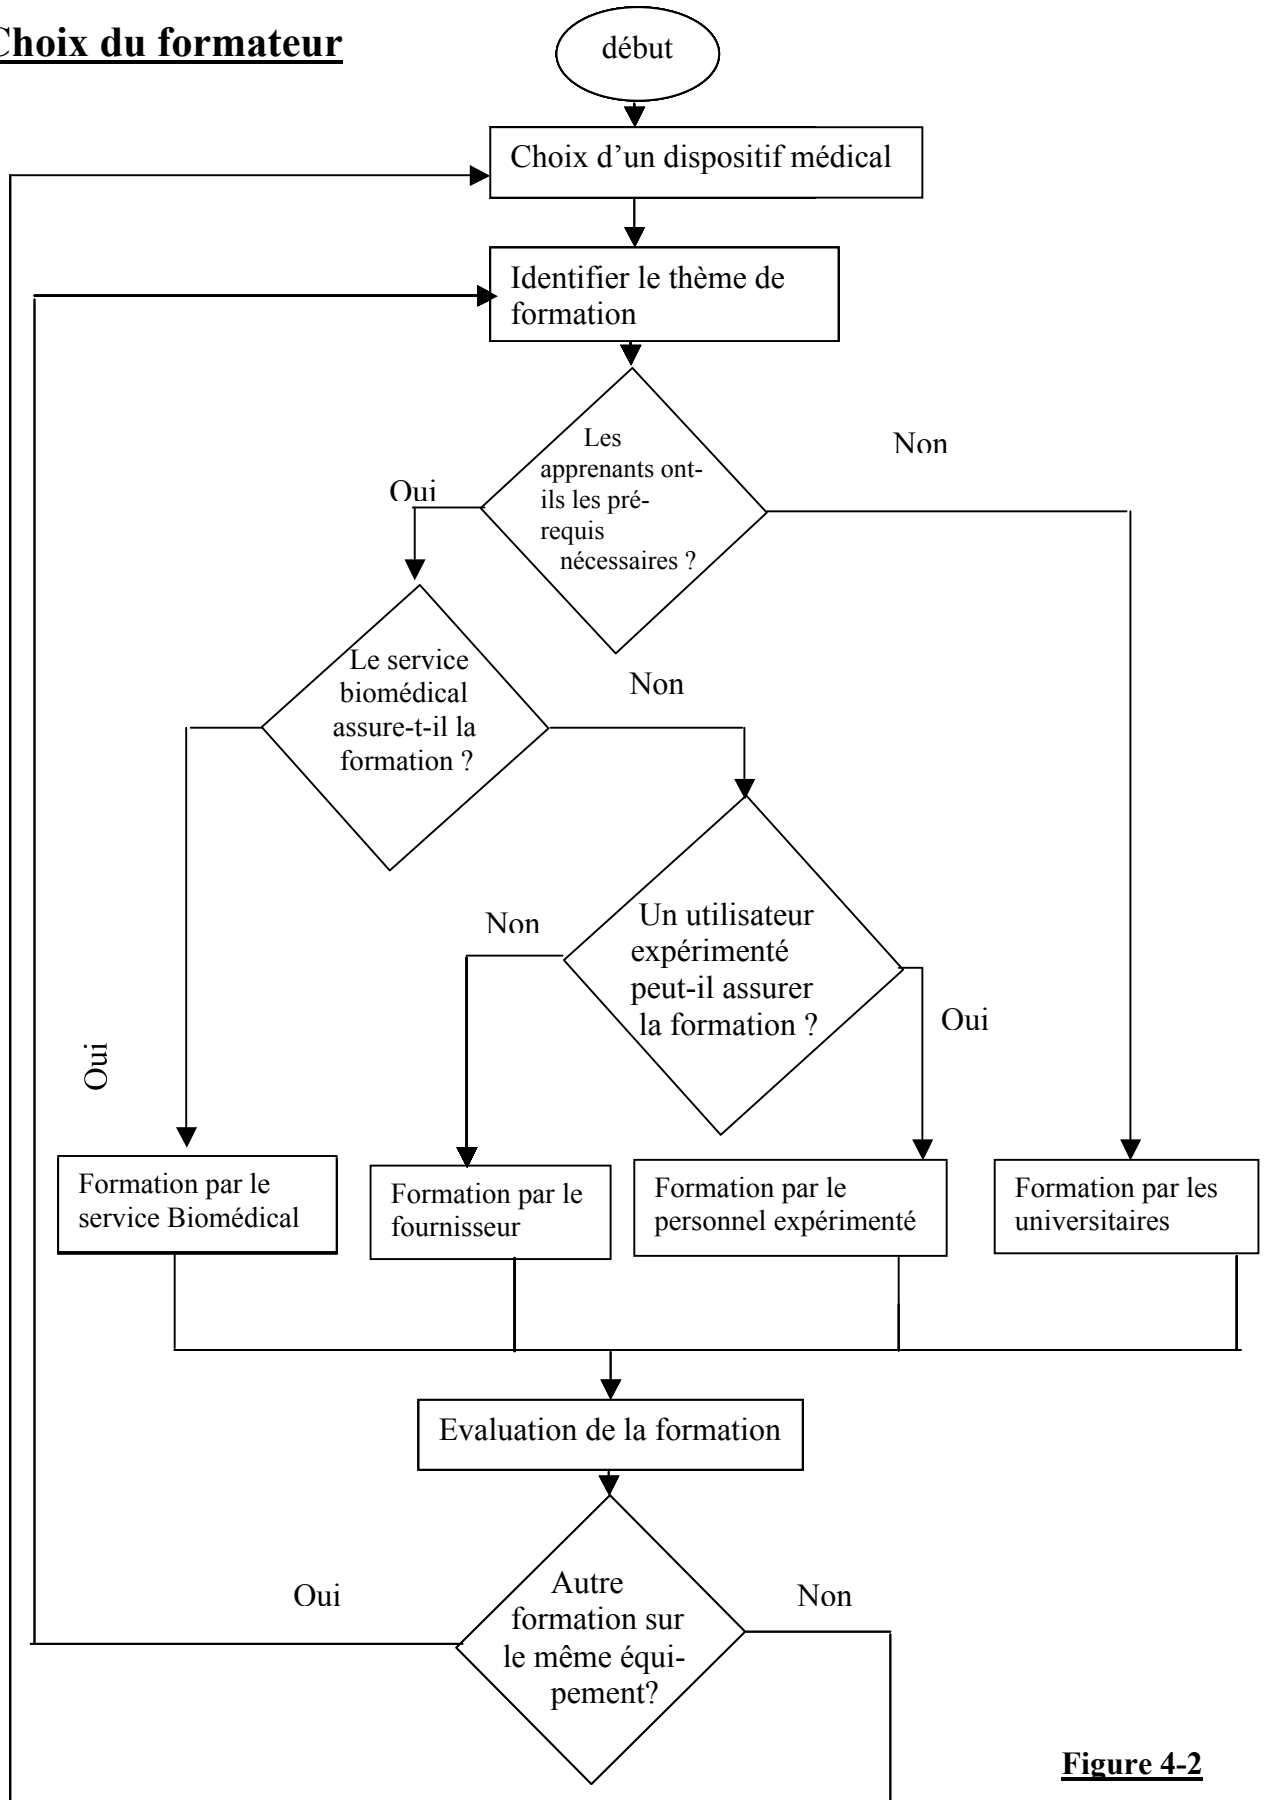 Choix du formateur
début
Choix d’un dispositif médical
Identifier le thème de
formation
Les
apprenants ont-
ils les pré-
requis
nécessaires ?
Non
Oui
Le service
biomédical
assure-t-il la
formation ?
Non
Un utilisateur
expérimenté
peut-il assurer
la formation ?
Non
Oui
Oui
Formation par le
service Biomédical
Formation par le
fournisseur
Formation par le
personnel expérimenté
Formation par les
universitaires
Evaluation de la formation
Autre
formation sur
le même équi-
pement?
Oui
Non
Figure 4-2